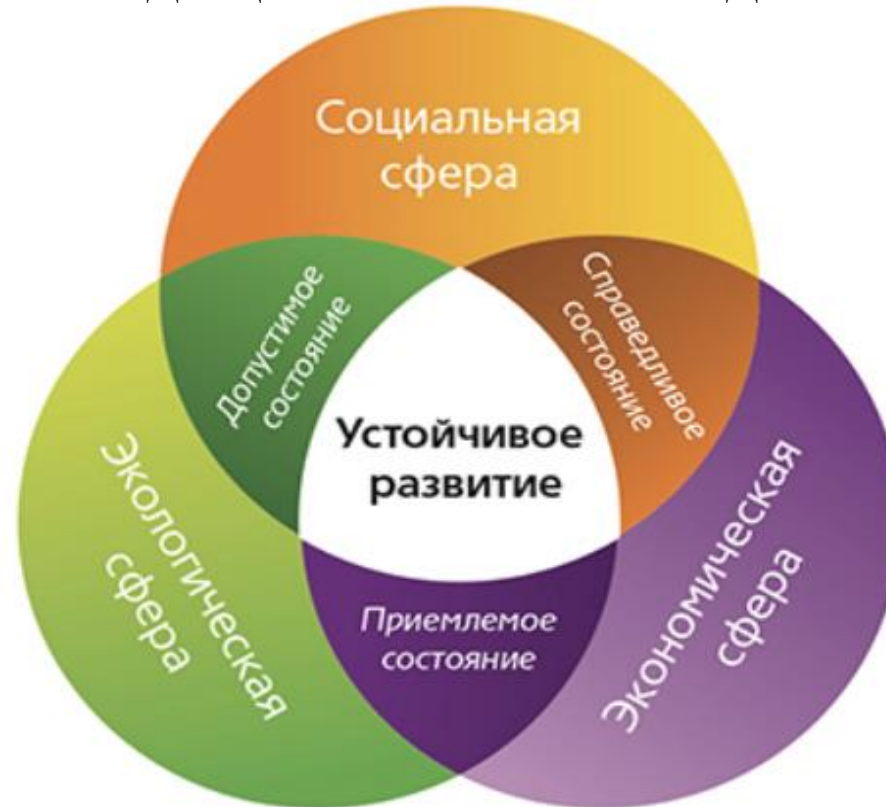 Социальная
сфера
Допустимое
состояние
Справедливое
состояние
Устойчивое
развитие
Экологическая
сфера
Экономическая
сфера
Приемлемое
состояние